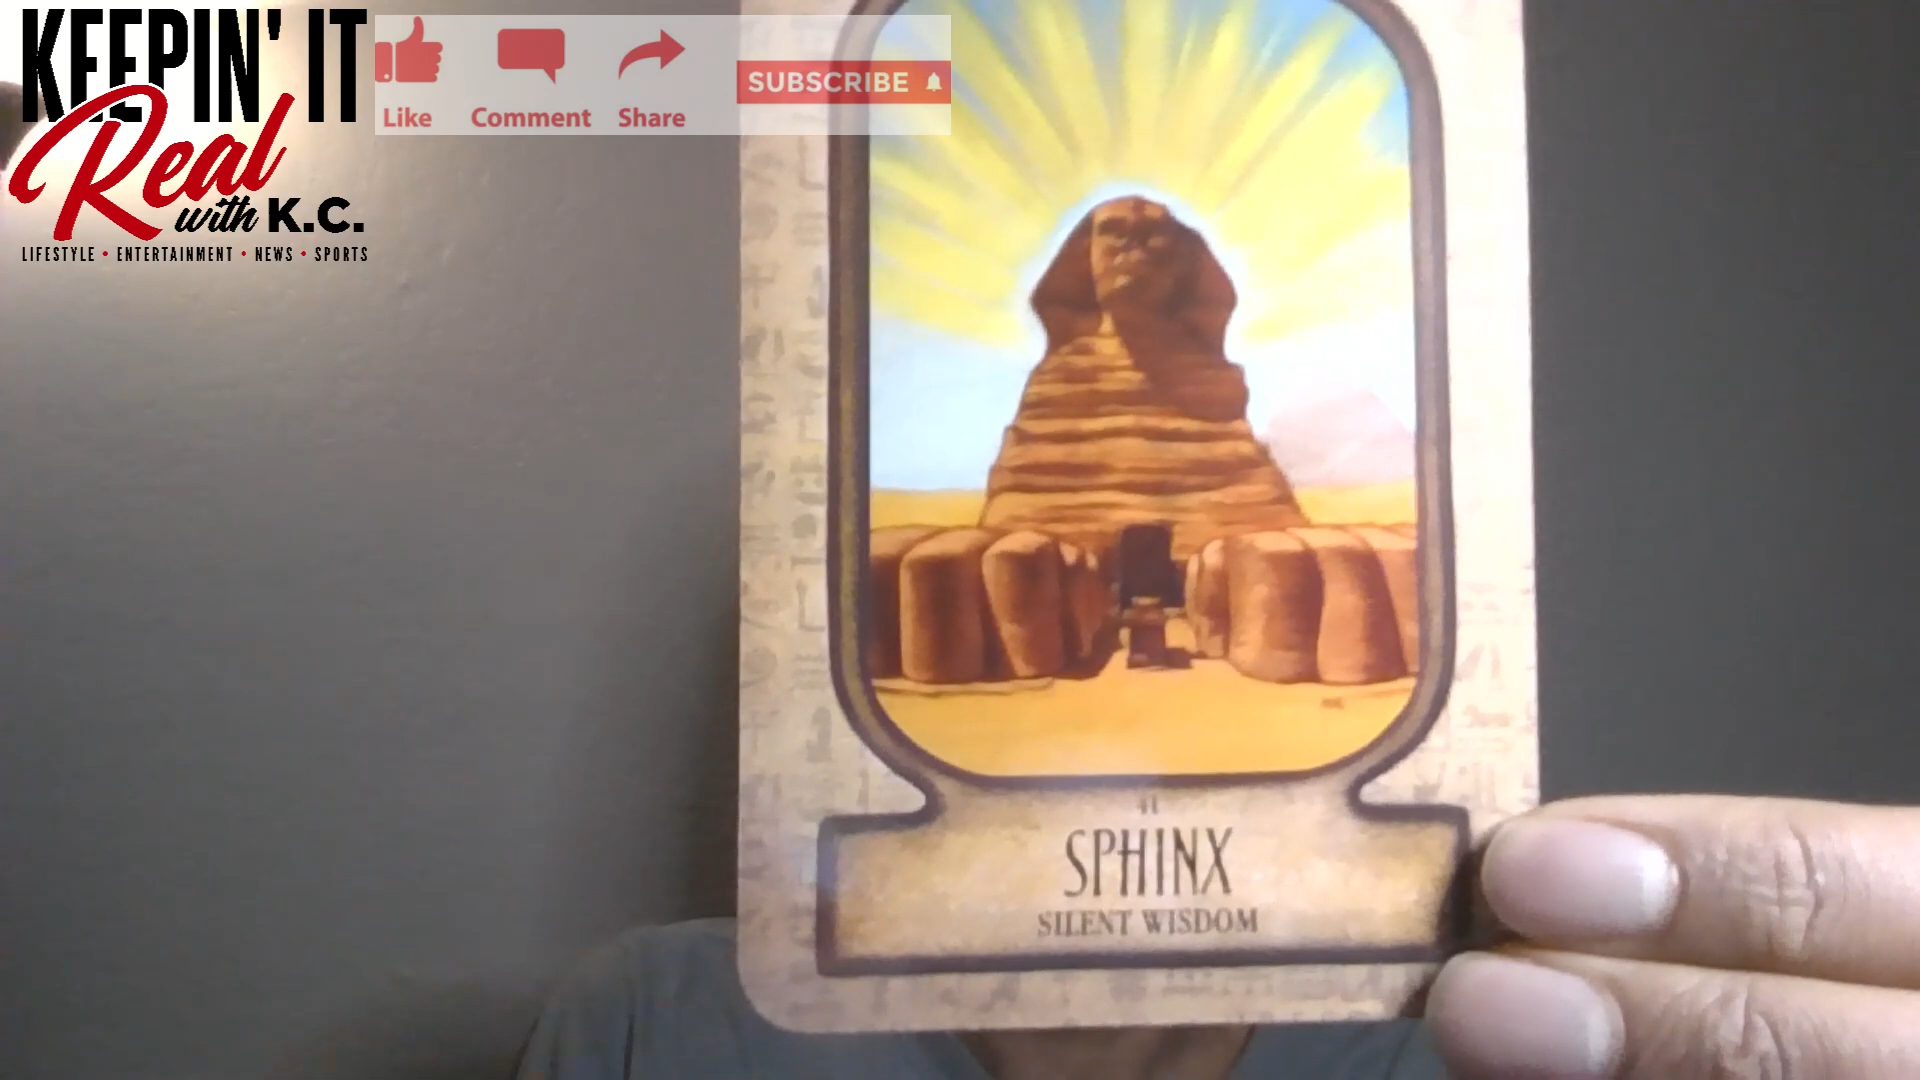 KEEPIN' IT
Real
with K.C.
LIFESTYLE • ENTERTAINMENT • NEWS • SPORTS
Like Comment Share
SUBSCRIBE
SPHINX
SILENT WISDOM